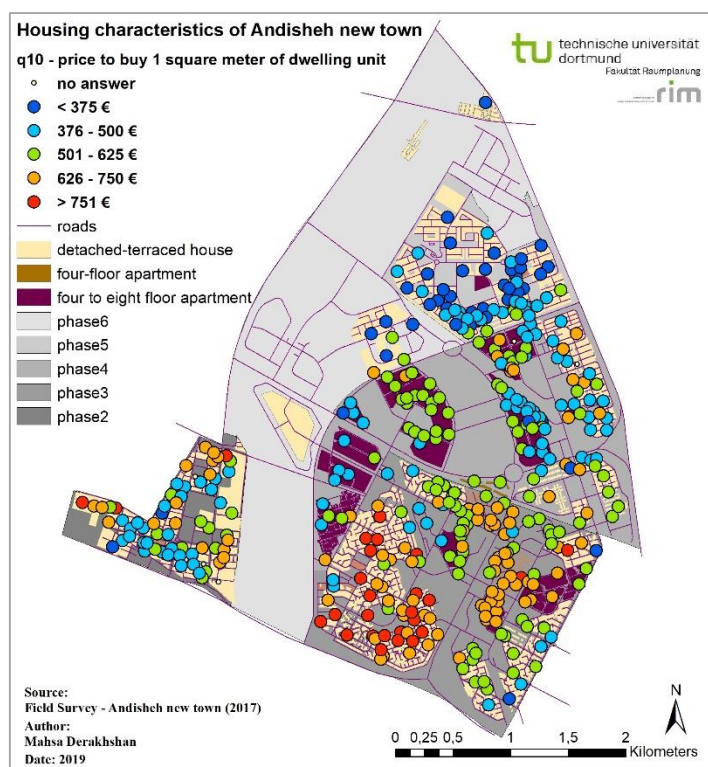 Housing characteristics of Andisheh new town
q10 - price to buy 1 square meter of dwelling unit
no answer
< 375 €
376 - 500 €
501 - 625 €
626 - 750 €
> 751 €
roads
detached-terraced house
four-floor apartment
four to eight floor apartment
phase6
phase5
phase4
phase3
phase2
tu technische universität
dortmund
Fakultät Raumplanung
rim
Source:
Field Survey - Andisheh new town (2017)
Author:
Mahsa Derakhshan
Date: 2019
N
0 0,25 0,5 1 1,5 2
Kilometers